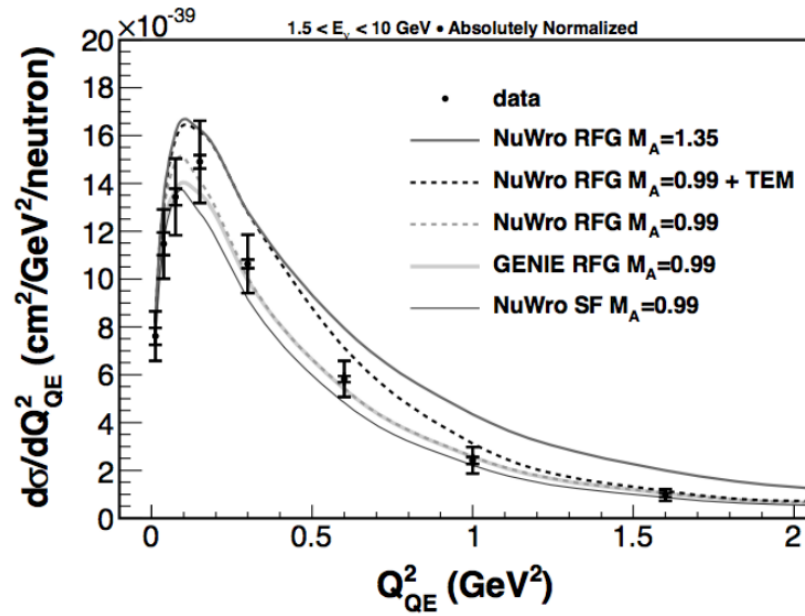 ×10⁻³⁹
1.5 < Eᵥ < 10 GeV • Absolutely Normalized
20
18
16
14
12
10
8
6
4
2
0
dσ/dQ²_QE (cm²/GeV²/neutron)
data
NuWro RFG M_A=1.35
NuWro RFG M_A=0.99 + TEM
NuWro RFG M_A=0.99
GENIE RFG M_A=0.99
NuWro SF M_A=0.99
0 0.5 1 1.5 2
Q²_QE (GeV²)